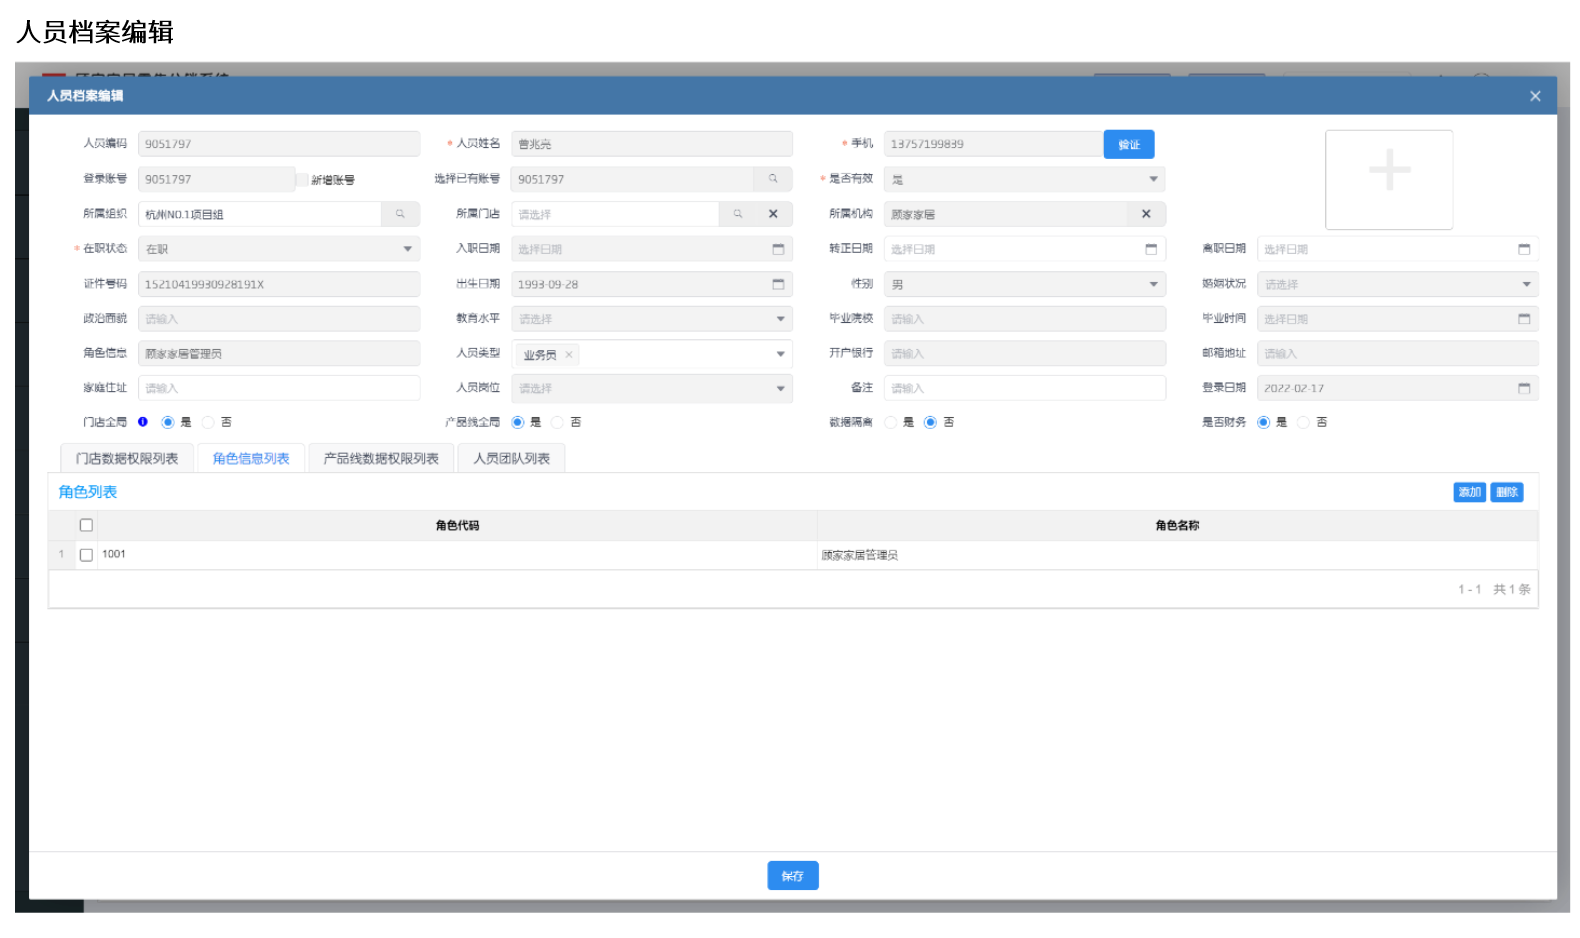 人员档案编辑
人员档案编辑
人员编码 9051797 * 人员姓名 曾兆亮 * 手机 13757199839 验证
登录账号 9051797 新增账号 选择已有账号 9051797 * 是否有效 是
所属组织 杭州NO.1项目组 所属门店 请选择 所属机构 顾家家居
* 在职状态 在职 入职日期 选择日期 转正日期 选择日期 离职日期 选择日期
证件号码 15210419930928191X 出生日期 1993-09-28 性别 男 婚姻状况 请选择
政治面貌 请输入 教育水平 请选择 毕业院校 请输入 毕业时间 选择日期
角色信息 顾家家居管理员 人员类型 业务员 × 开户银行 请输入 邮箱地址 请输入
家庭住址 请输入 人员岗位 请选择 备注 请输入 登录日期 2022-02-17
门店全局 是 否 产品线全局 是 否 数据隔离 是 否 是否财务 是 否
门店数据权限列表 角色信息列表 产品线数据权限列表 人员团队列表
角色列表 添加 删除
角色代码 角色名称
1 1001 顾家家居管理员
1 - 1 共 1 条
保存